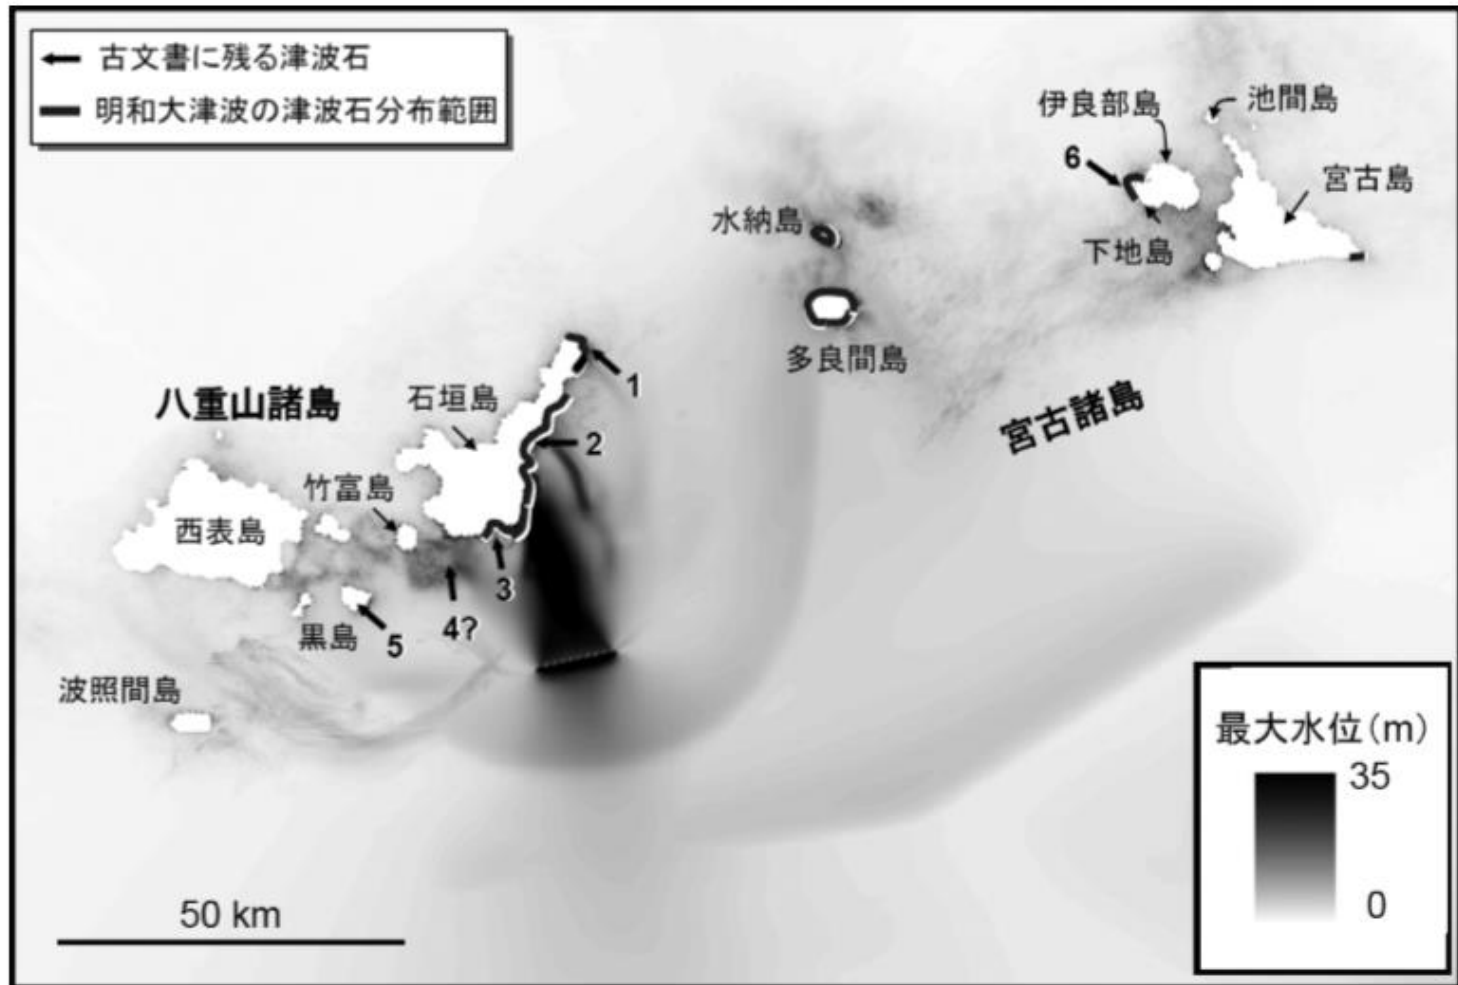 古文書に残る津波石
明和大津波の津波石分布範囲
伊良部島
池間島
6
宮古島
水納島
下地島
多良間島
1
宮古諸島
八重山諸島
石垣島
2
竹富島
西表島
3
4?
黒島
5
波照間島
最大水位(m)
35
0
50 km